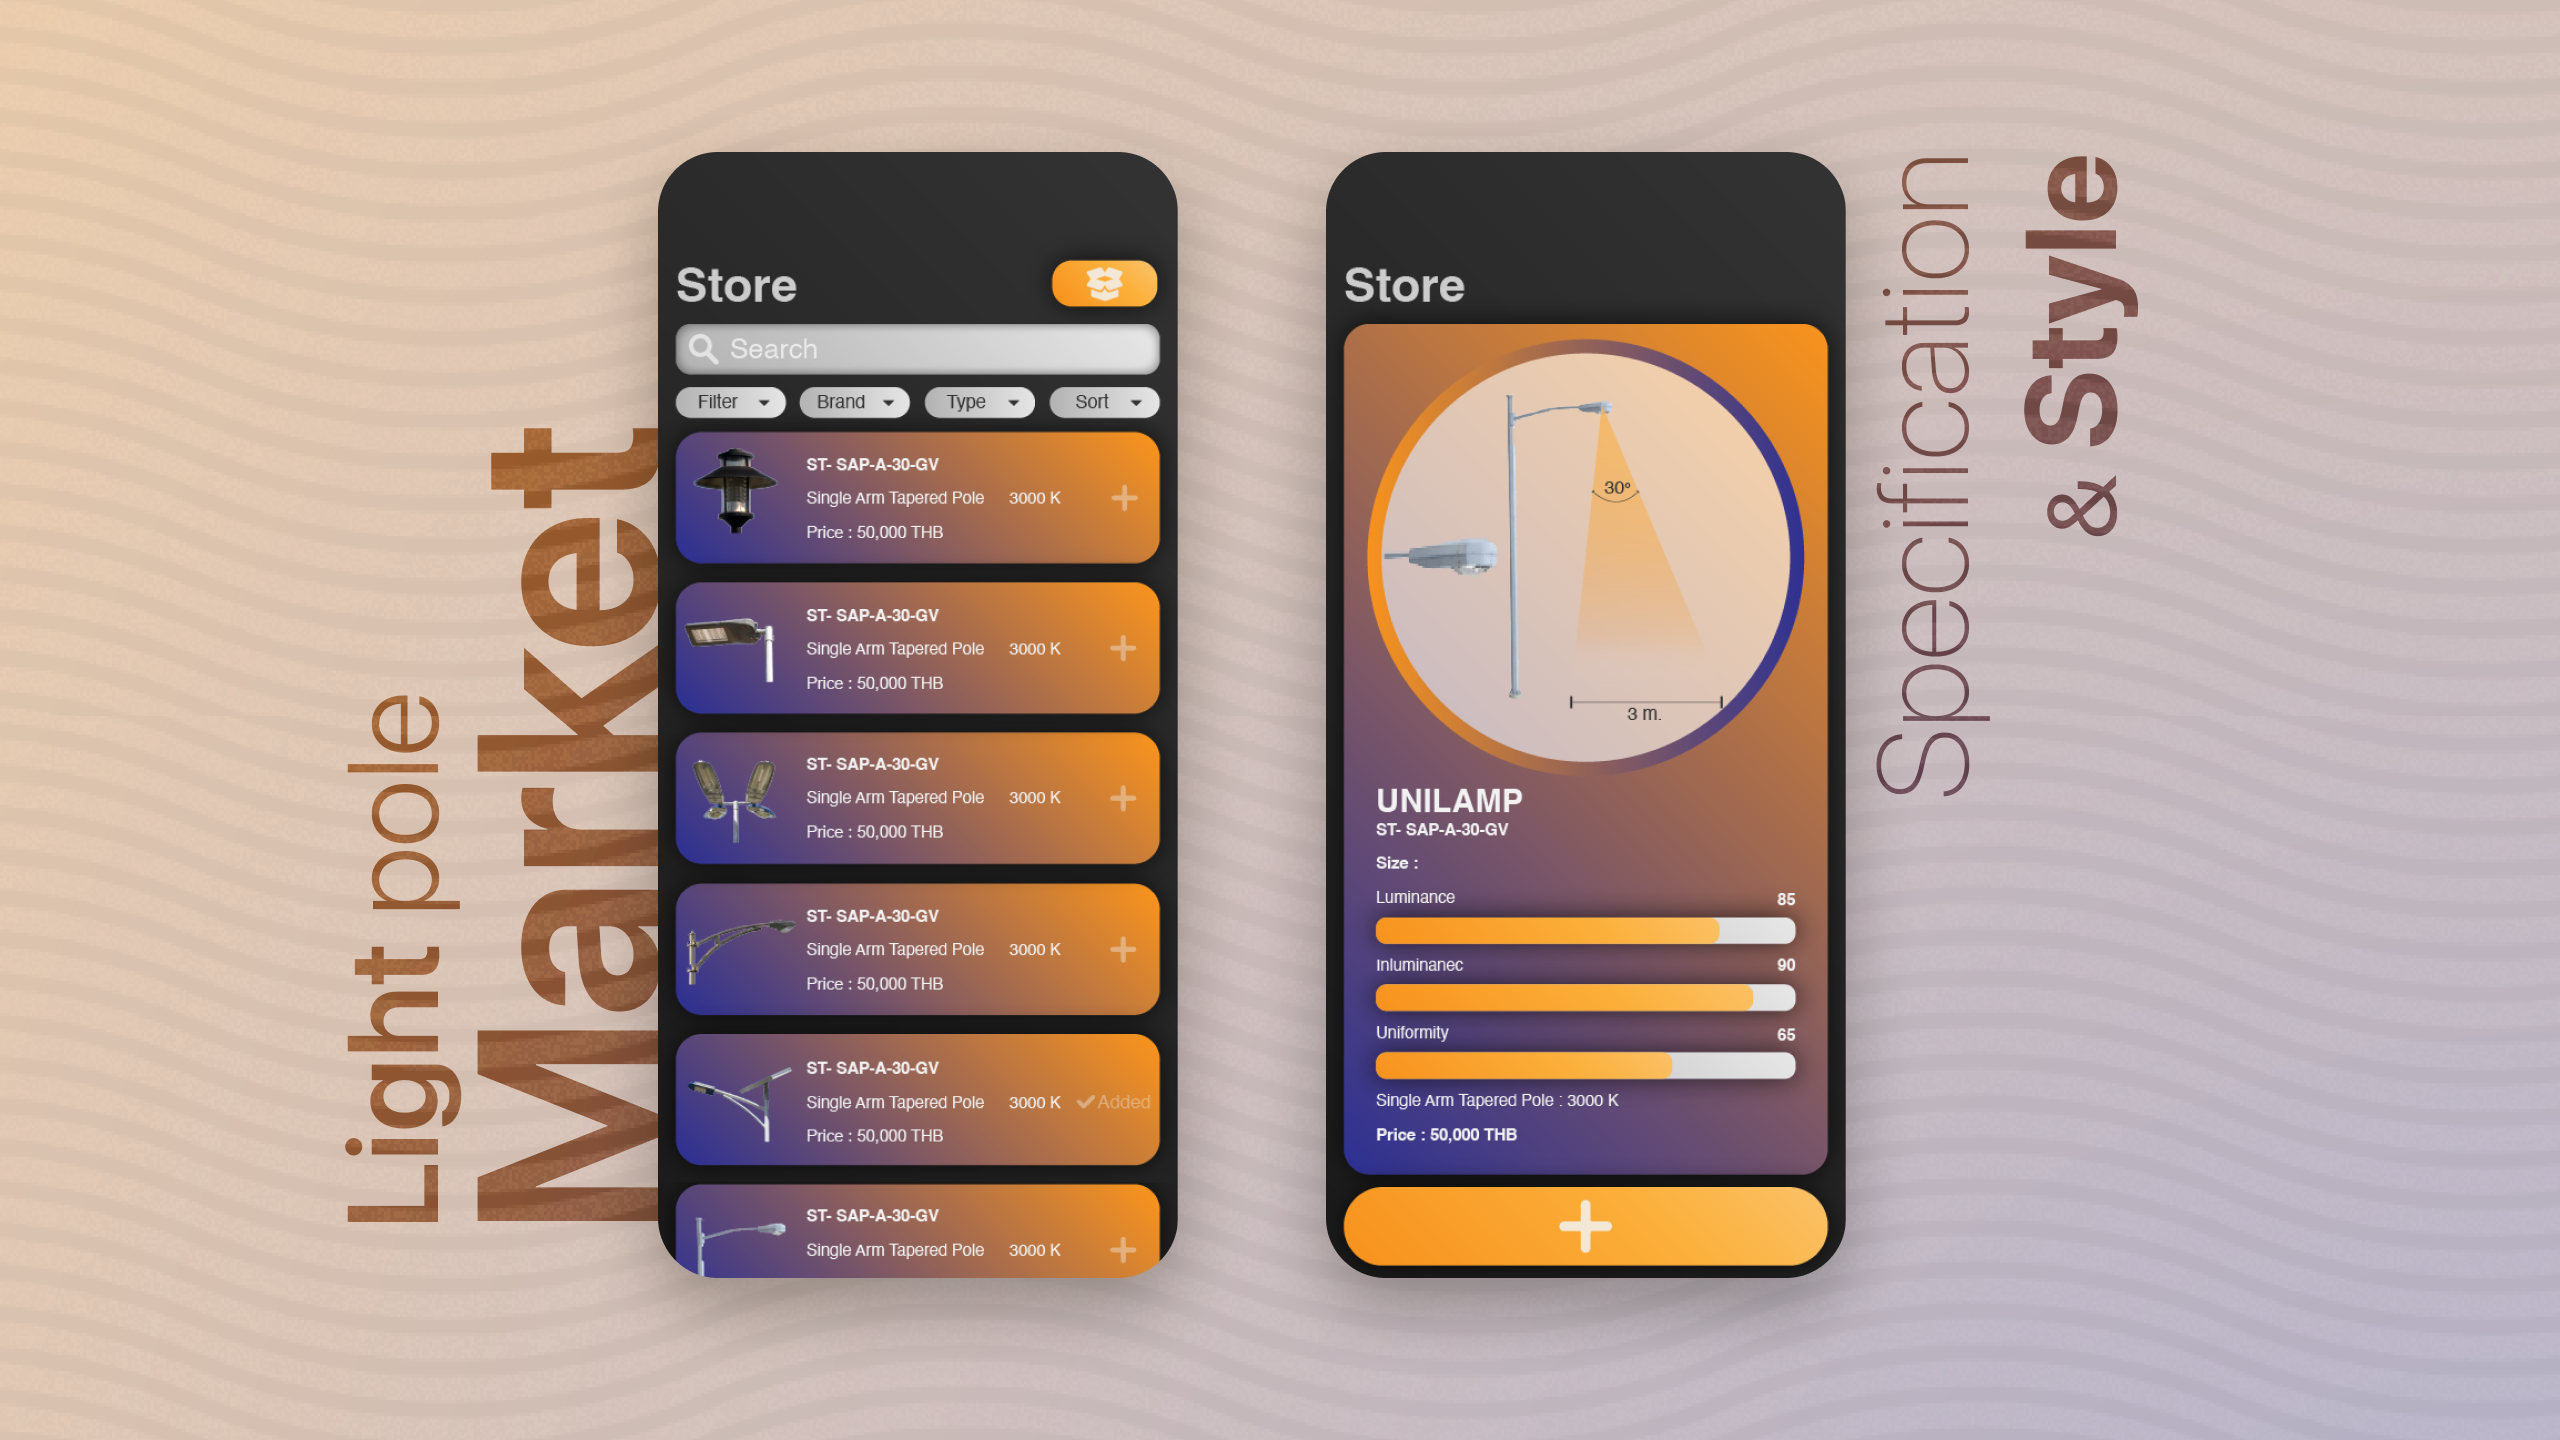 Light pole
Market
Store
Search
Filter
Brand
Type
Sort
ST- SAP-A-30-GV
Single Arm Tapered Pole 3000 K
Price : 50,000 THB
ST- SAP-A-30-GV
Single Arm Tapered Pole 3000 K
Price : 50,000 THB
ST- SAP-A-30-GV
Single Arm Tapered Pole 3000 K
Price : 50,000 THB
ST- SAP-A-30-GV
Single Arm Tapered Pole 3000 K
Price : 50,000 THB
ST- SAP-A-30-GV
Single Arm Tapered Pole 3000 K Added
Price : 50,000 THB
ST- SAP-A-30-GV
Single Arm Tapered Pole 3000 K
Store
30°
3 m.
UNILAMP
ST- SAP-A-30-GV
Size :
Luminance 85
Inluminanec 90
Uniformity 65
Single Arm Tapered Pole : 3000 K
Price : 50,000 THB
Specification
& Style